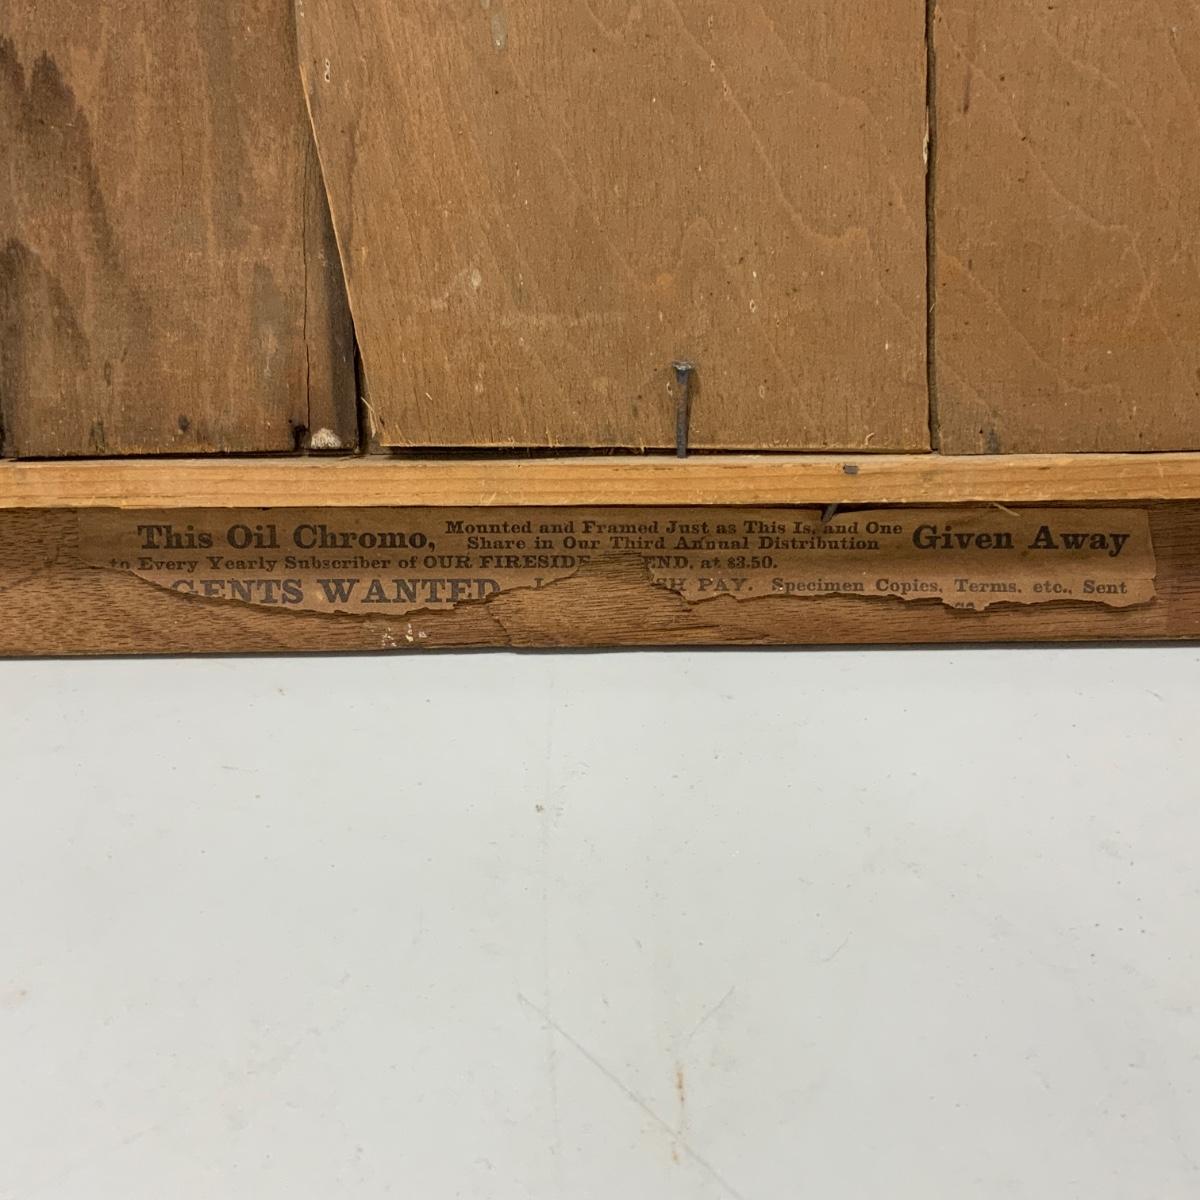 This Oil Chromo, Mounted and Framed Just as This Is, and One Share in Our Third Annual Distribution Given Away
to Every Yearly Subscriber of OUR FIRESIDE END, at $3.50.
GENTS WANTED PAY. Specimen Copies, Terms, etc., Sent